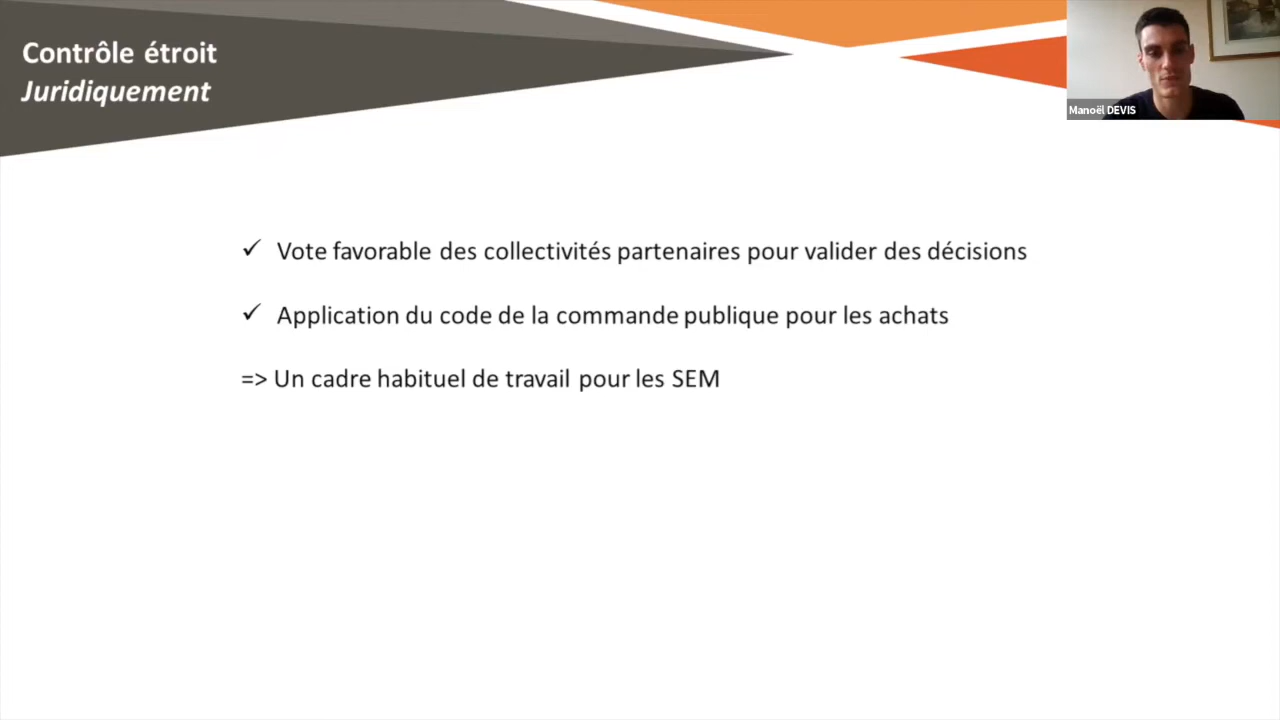 Contrôle étroit
Juridiquement
Manoël DEVIS
✓ Vote favorable des collectivités partenaires pour valider des décisions
✓ Application du code de la commande publique pour les achats
=> Un cadre habituel de travail pour les SEM